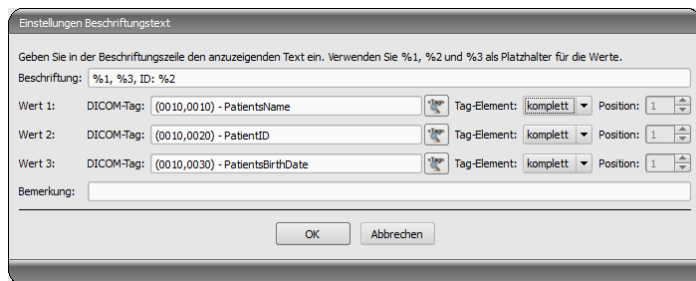 Einstellungen Beschriftungstext
Geben Sie in der Beschriftungszeile den anzuzeigenden Text ein. Verwenden Sie %1, %2 und %3 als Platzhalter für die Werte.
Beschriftung: %1, %3, ID: %2
Wert 1: DICOM-Tag: (0010,0010) - PatientsName Tag-Element: komplett Position: 1
Wert 2: DICOM-Tag: (0010,0020) - PatientID Tag-Element: komplett Position: 1
Wert 3: DICOM-Tag: (0010,0030) - PatientsBirthDate Tag-Element: komplett Position: 1
Bemerkung:
OK Abbrechen